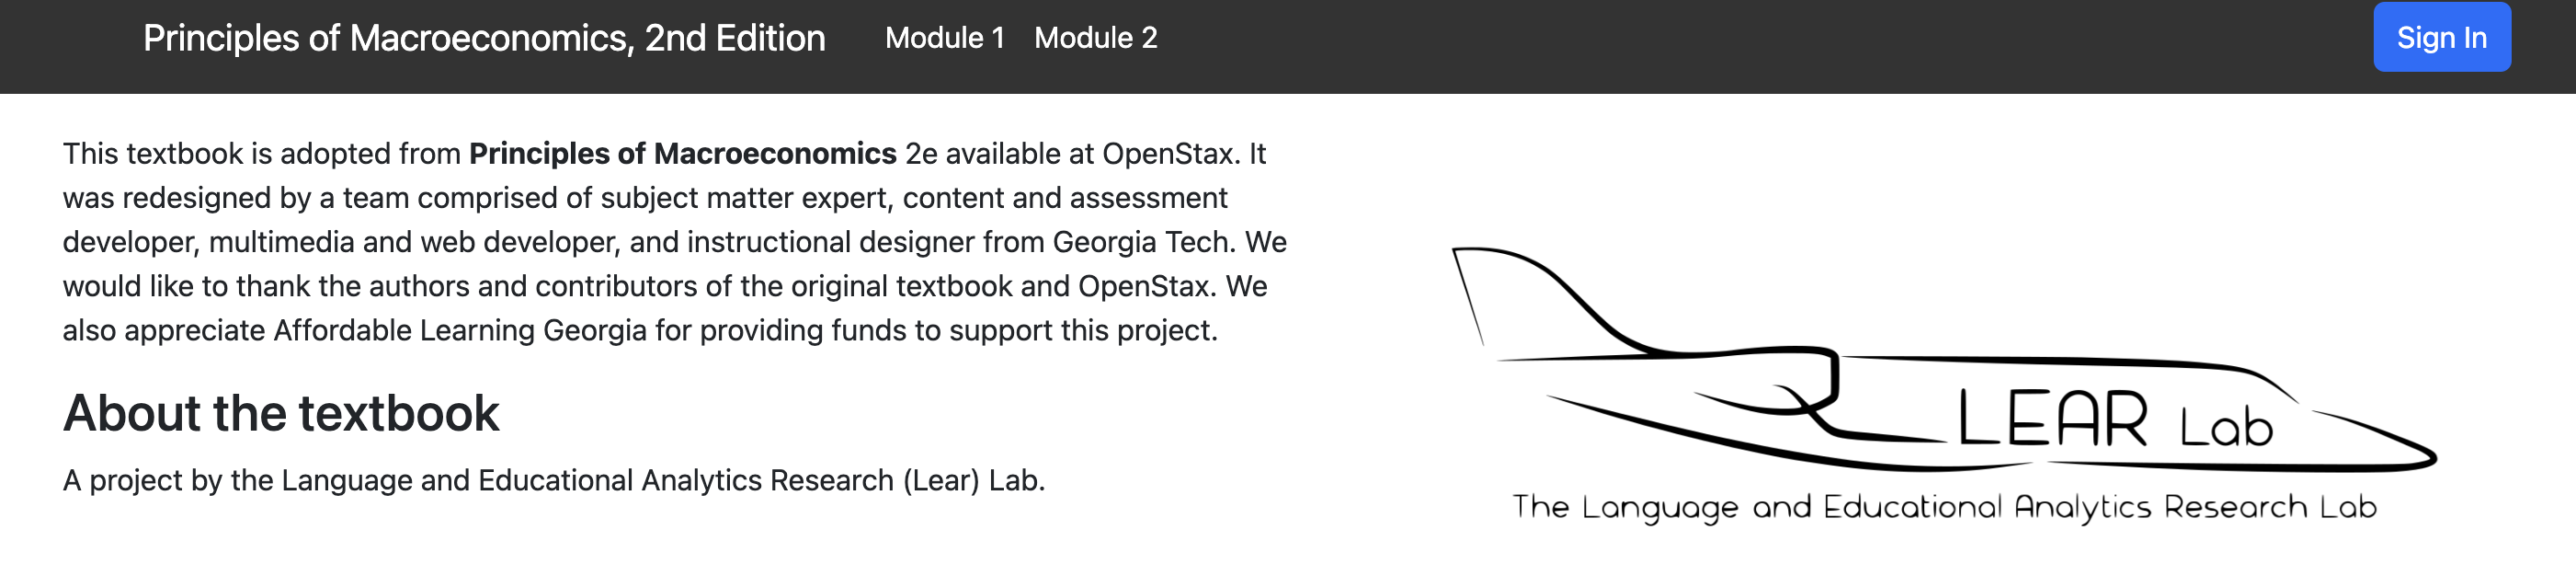 Principles of Macroeconomics, 2nd Edition Module 1 Module 2 Sign In
This textbook is adopted from Principles of Macroeconomics 2e available at OpenStax. It
was redesigned by a team comprised of subject matter expert, content and assessment
developer, multimedia and web developer, and instructional designer from Georgia Tech. We
would like to thank the authors and contributors of the original textbook and OpenStax. We
also appreciate Affordable Learning Georgia for providing funds to support this project.
About the textbook
A project by the Language and Educational Analytics Research (Lear) Lab.
LEAR Lab
The Language and Educational Analytics Research Lab